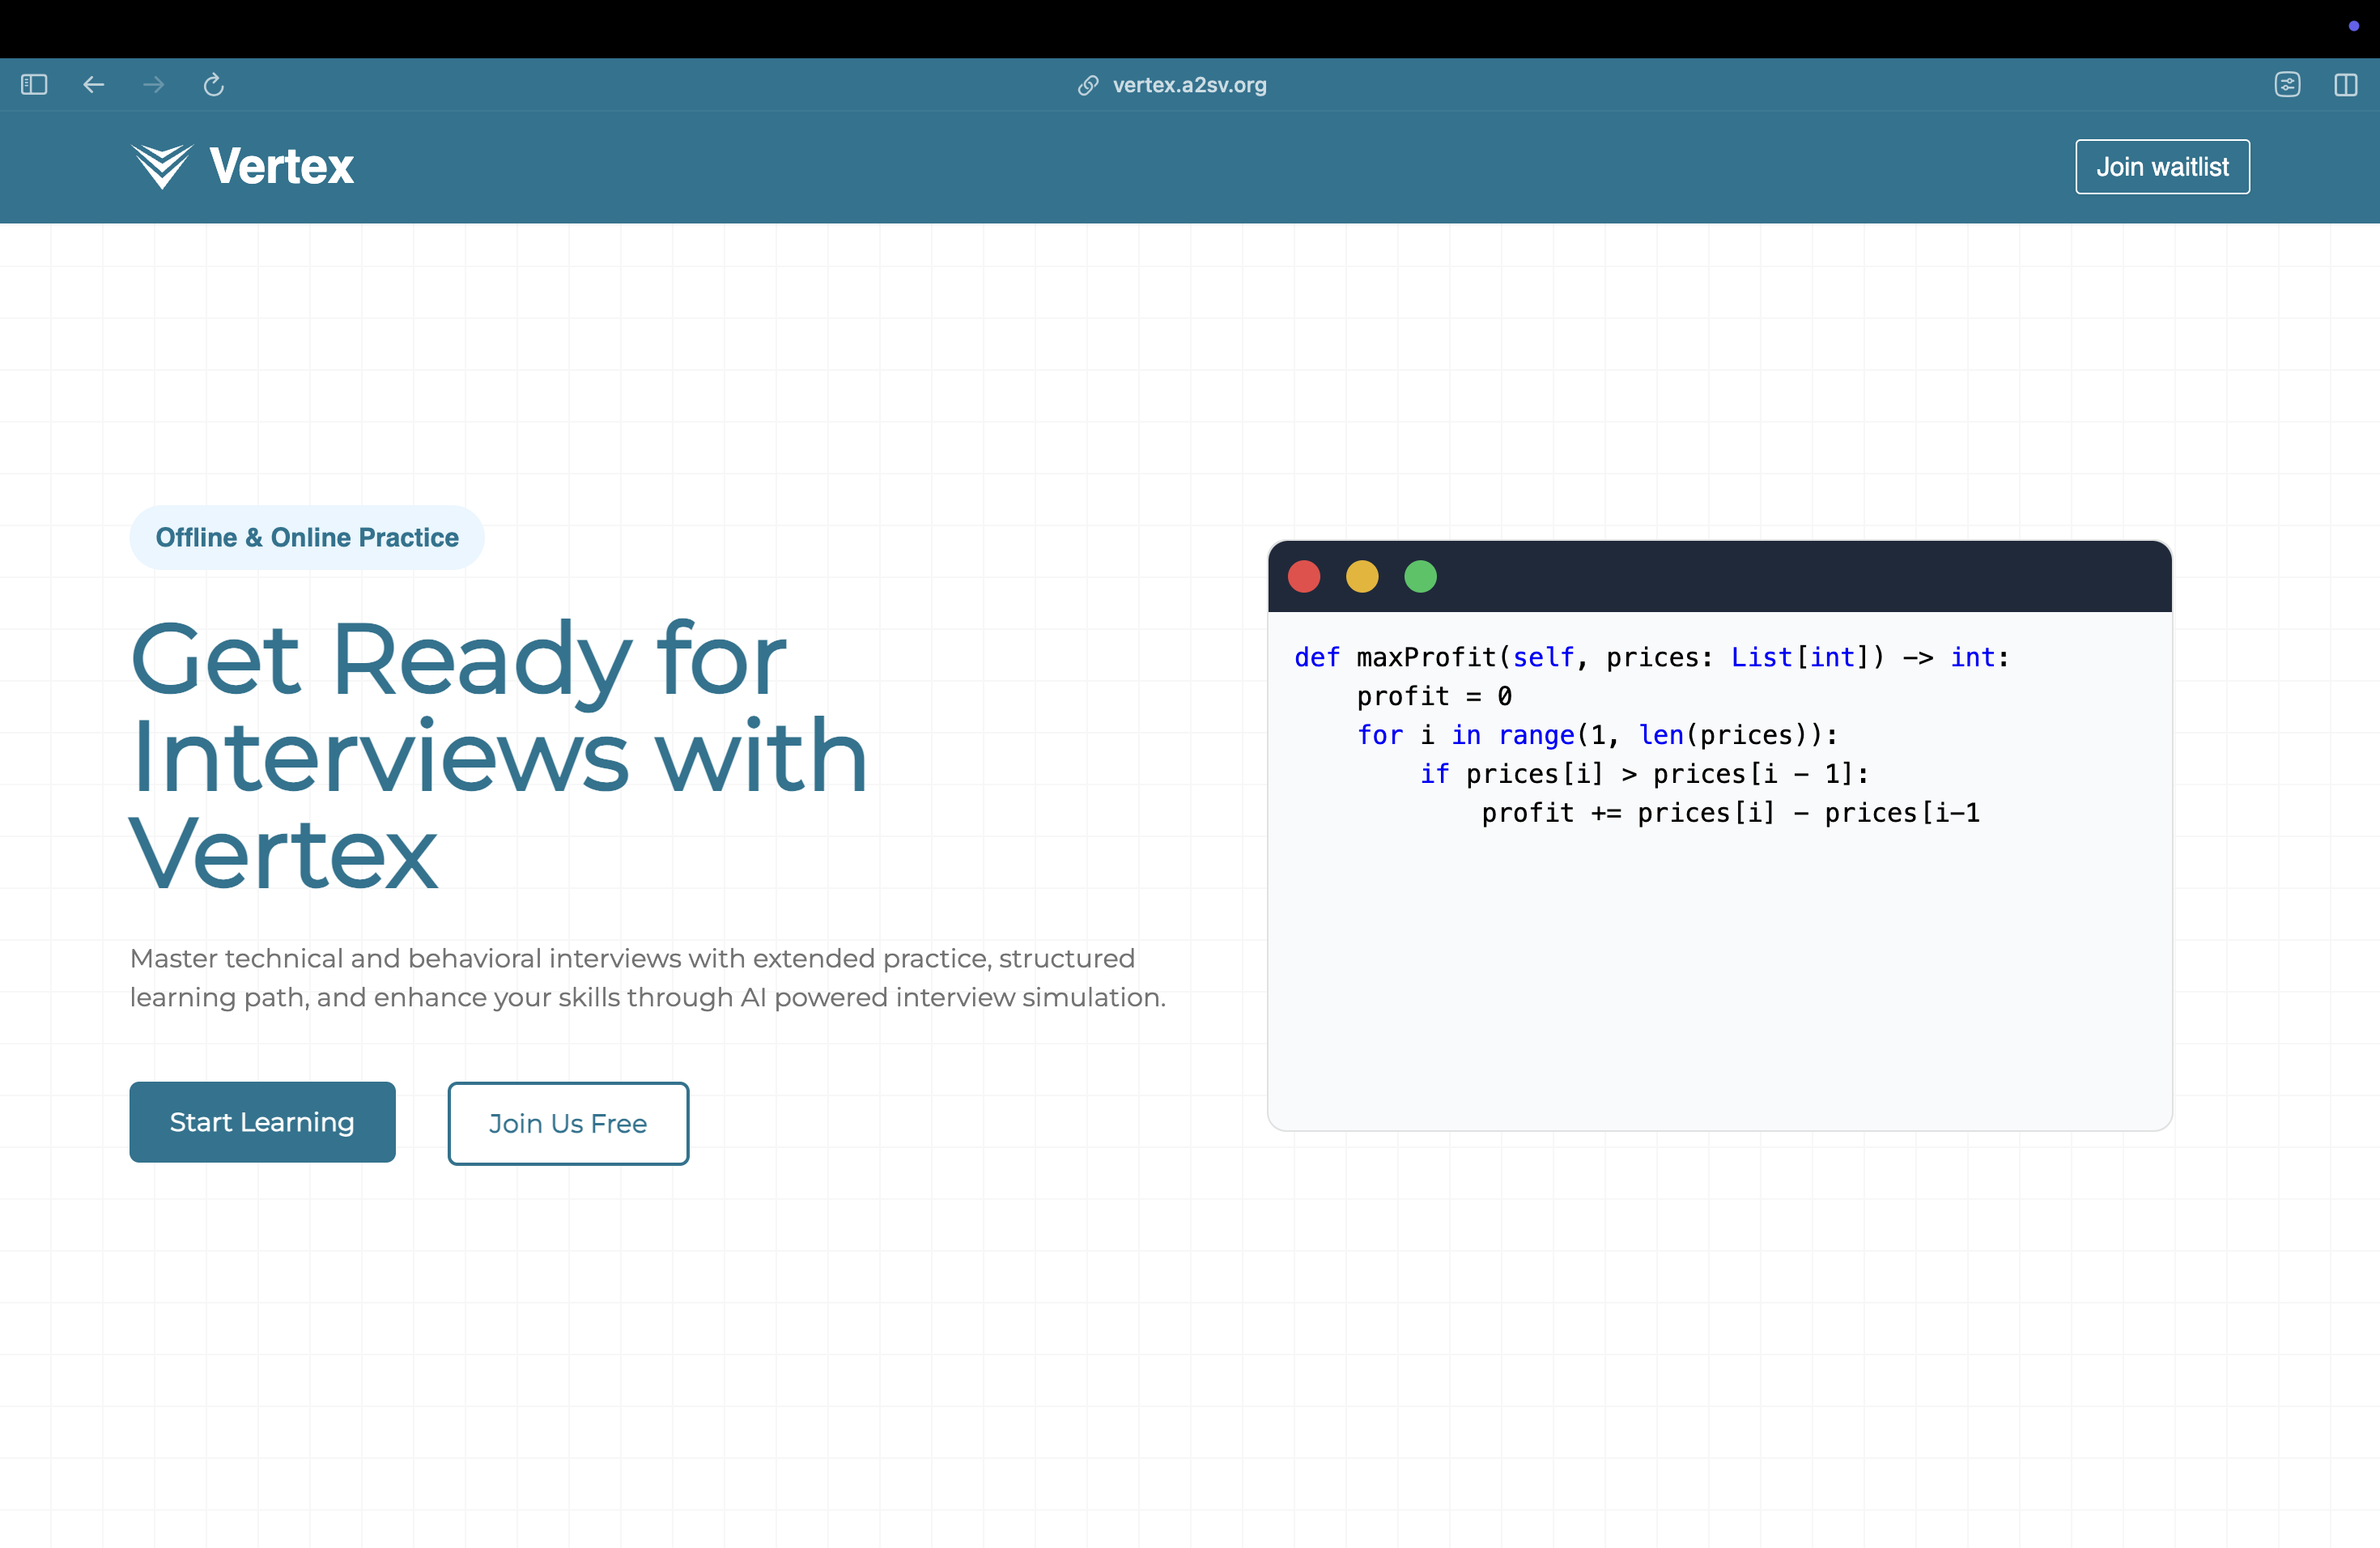 vertex.a2sv.org
Vertex
Join waitlist
Offline & Online Practice
Get Ready for
Interviews with
Vertex
Master technical and behavioral interviews with extended practice, structured
learning path, and enhance your skills through AI powered interview simulation.
Start Learning
Join Us Free
def maxProfit(self, prices: List[int]) -> int:
    profit = 0
    for i in range(1, len(prices)):
        if prices[i] > prices[i - 1]:
            profit += prices[i] - prices[i-1